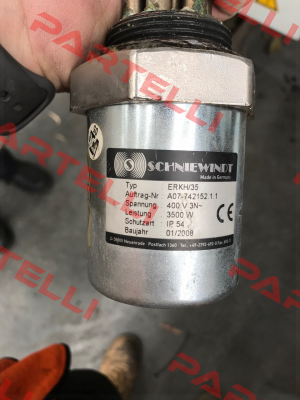 PARTELLI
SCHNIEWINDT
Made in Germany
Typ : ERKH/35
Auftrag-Nr : A07-742152.1.1
Spannung : 400 V 3N~
Leistung : 3500 W
Schutzart : IP 54
Baujahr : 01/2008
CE
PARTELLI
PARTELLI